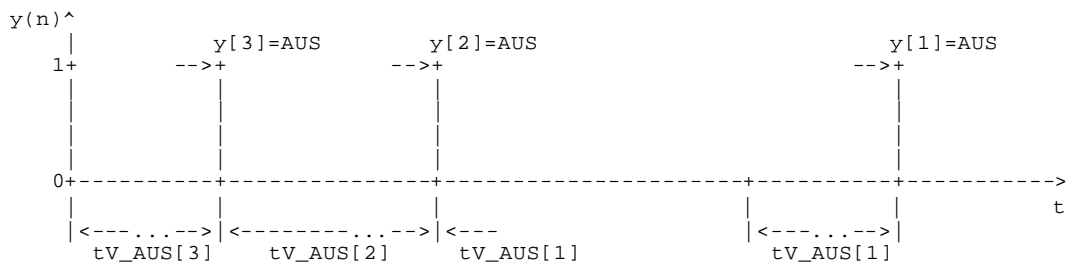 y(n)^
| y[3]=AUS y[2]=AUS y[1]=AUS
1+ -->+ -->+ -->+
| | | | 
| | | | 
| | | | 
| | | | 
0+----------+---------------+----------------------+----------+----------->
| | | | | t
|<---...-->|<--------...-->|<--- |<---...-->|
tV_AUS[3] tV_AUS[2] tV_AUS[1] tV_AUS[1]